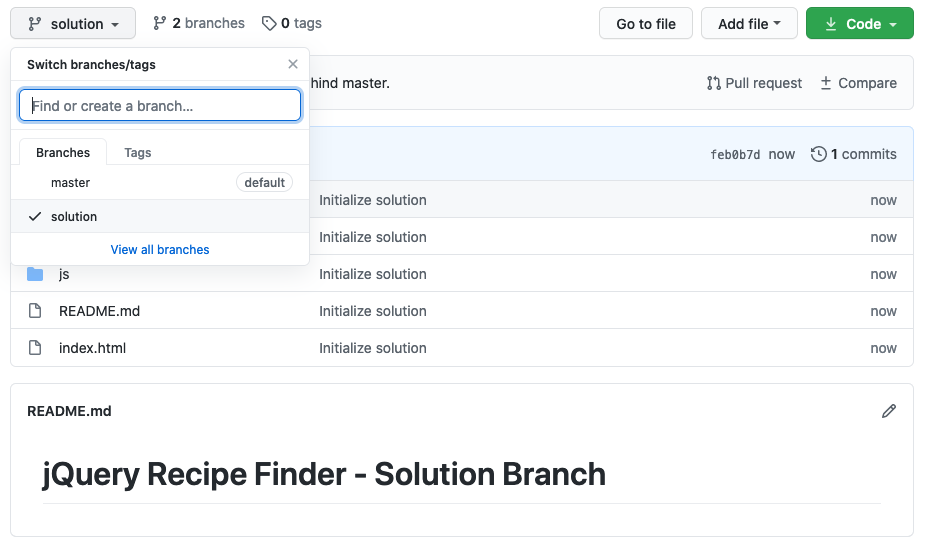 solution
2 branches
0 tags
Go to file
Add file
Code
Switch branches/tags
hind master.
Pull request
Compare
Find or create a branch...
Branches
Tags
feb0b7d now
1 commits
master
default
Initialize solution
now
solution
Initialize solution
now
View all branches
js
Initialize solution
now
README.md
Initialize solution
now
index.html
Initialize solution
now
README.md
jQuery Recipe Finder - Solution Branch